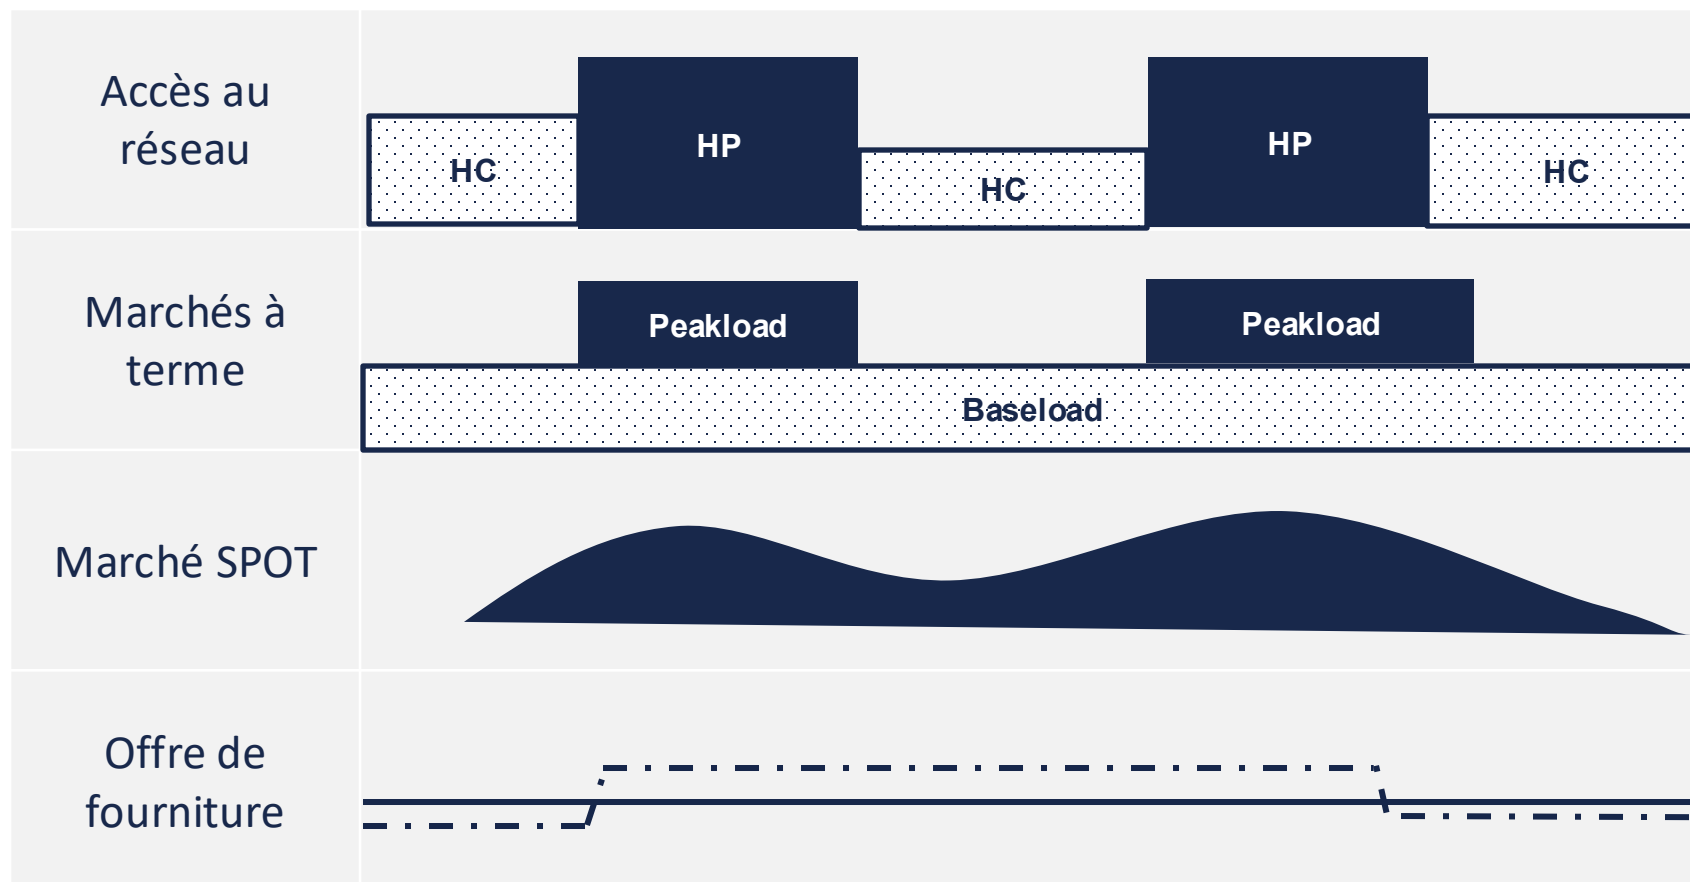 Accès au
réseau
HC
HP
HC
HP
HC
Marchés à
terme
Peakload
Peakload
Baseload
Marché SPOT
Offre de
fourniture